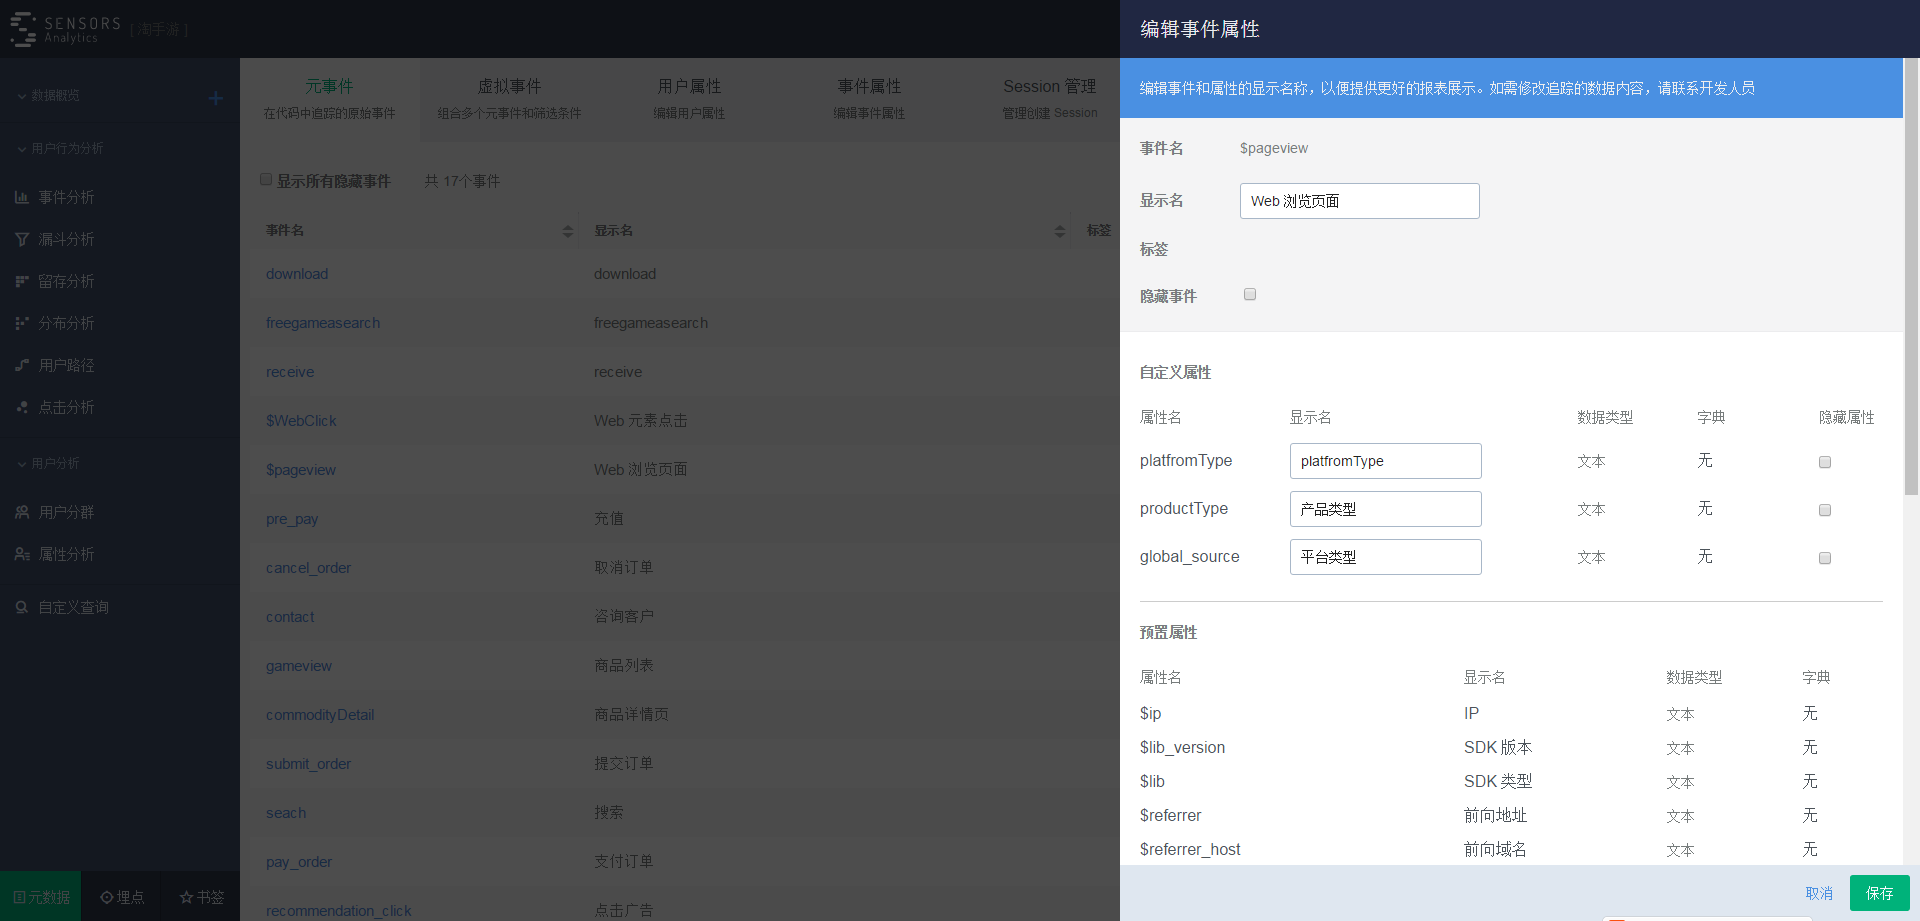 SENSORS
Analytics
[ 淘手游 ]
数据概览
用户行为分析
事件分析
漏斗分析
留存分析
分布分析
用户路径
点击分析
用户分析
用户分群
属性分析
自定义查询
元数据
埋点
书签
元事件
在代码中追踪的原始事件
虚拟事件
组合多个元事件和筛选条件
用户属性
编辑用户属性
事件属性
编辑事件属性
Session 管理
管理创建 Session
显示所有隐藏事件 共 17个事件
事件名 显示名 标签
download download
freegameasearch freegameasearch
receive receive
$WebClick Web 元素点击
$pageview Web 浏览页面
pre_pay 充值
cancel_order 取消订单
contact 咨询客户
gameview 商品列表
commodityDetail 商品详情页
submit_order 提交订单
seach 搜索
pay_order 支付订单
recommendation_click 点击广告
编辑事件属性
编辑事件和属性的显示名称，以便提供更好的报表展示。如需修改追踪的数据内容，请联系开发人员
事件名 $pageview
显示名 Web 浏览页面
标签
隐藏事件
自定义属性
属性名 显示名 数据类型 字典 隐藏属性
platfromType platfromType 文本 无
productType 产品类型 文本 无
global_source 平台类型 文本 无
预置属性
属性名 显示名 数据类型 字典
$ip IP 文本 无
$lib_version SDK 版本 文本 无
$lib SDK 类型 文本 无
$referrer 前向地址 文本 无
$referrer_host 前向域名 文本 无
取消 保存